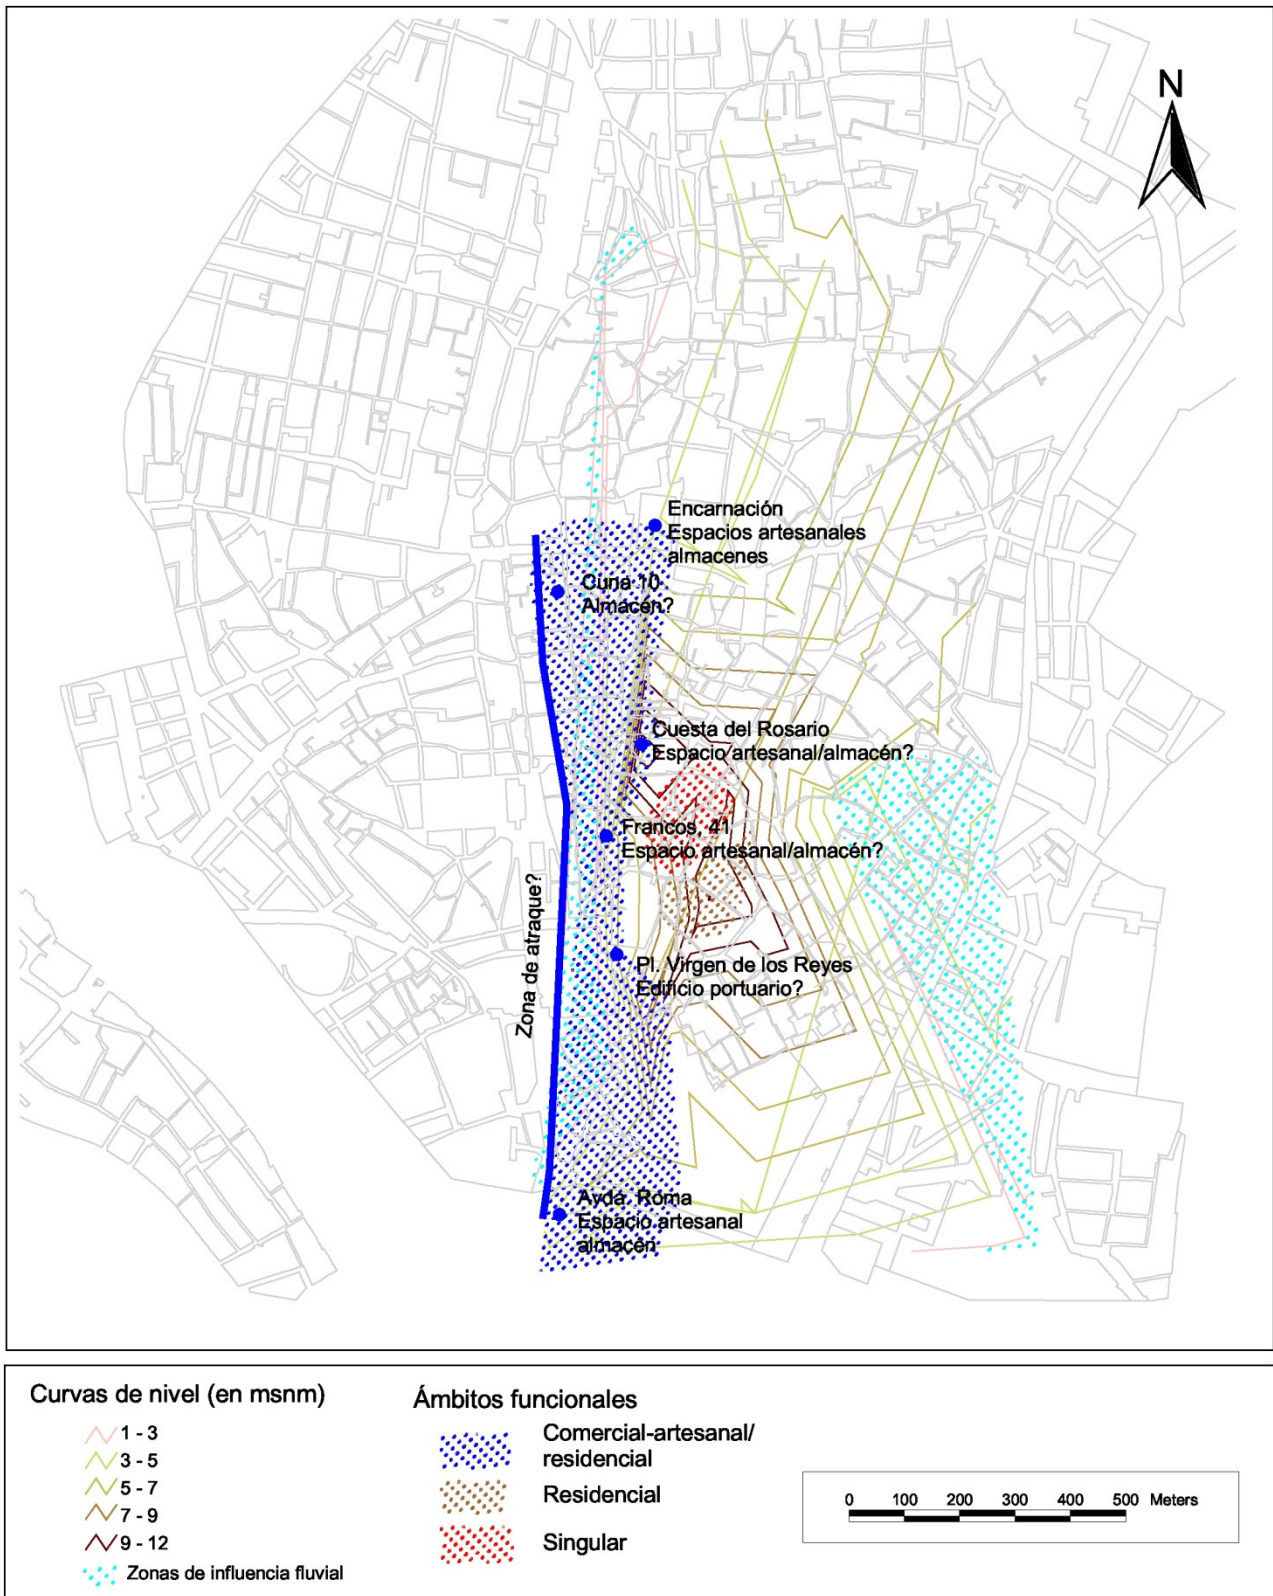 N
Encarnación
Espacios artesanales
almacenes
Cuna 10
Almacén?
Cuesta del Rosario
Espacio artesanal/almacén?
Francos, 41
Espacio artesanal/almacén?
Zona de atraque?
Pl. Virgen de los Reyes
Edificio portuario?
Avda. Roma
Espacio artesanal
almacén
Curvas de nivel (en msnm)
1 - 3
3 - 5
5 - 7
7 - 9
9 - 12
Zonas de influencia fluvial
Ámbitos funcionales
Comercial-artesanal/
residencial
Residencial
Singular
0 100 200 300 400 500 Meters